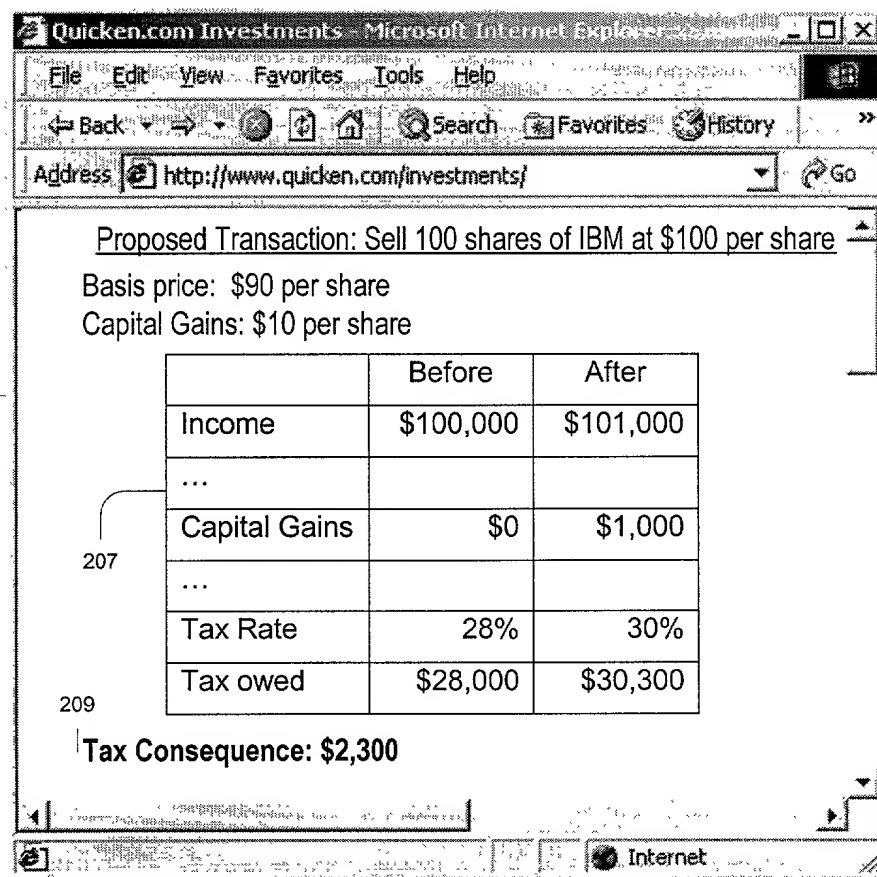 Quicken.com Investments - Microsoft Internet Explorer
File Edit View Favorites Tools Help
Back Search Favorites History »
Address http://www.quicken.com/investments/ Go
Proposed Transaction: Sell 100 shares of IBM at $100 per share
Basis price: $90 per share
Capital Gains: $10 per share
Before After
Income $100,000 $101,000
...
Capital Gains $0 $1,000
207
...
Tax Rate 28% 30%
Tax owed $28,000 $30,300
209
Tax Consequence: $2,300
Internet